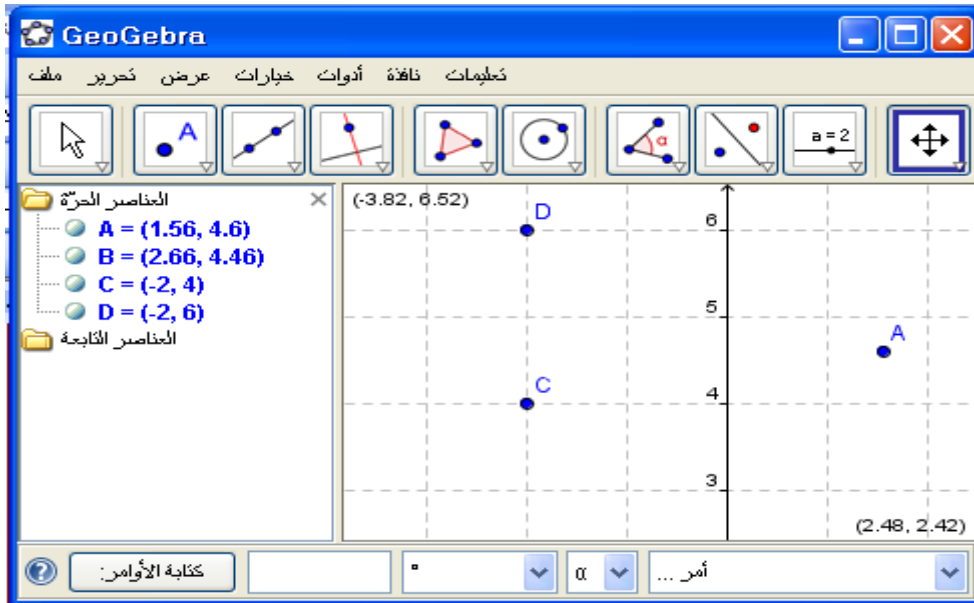 GeoGebra
ملف تحرير عرض خيارات أدوات نافذة تعليمات
A
α
a = 2
العناصر الحرّة
A = (1.56, 4.6)
B = (2.66, 4.46)
C = (-2, 4)
D = (-2, 6)
العناصر التابعة
(-3.82, 6.52)
D
6
5
A
C
4
3
(2.48, 2.42)
كتابة الأوامر:
°
α
أمر ...